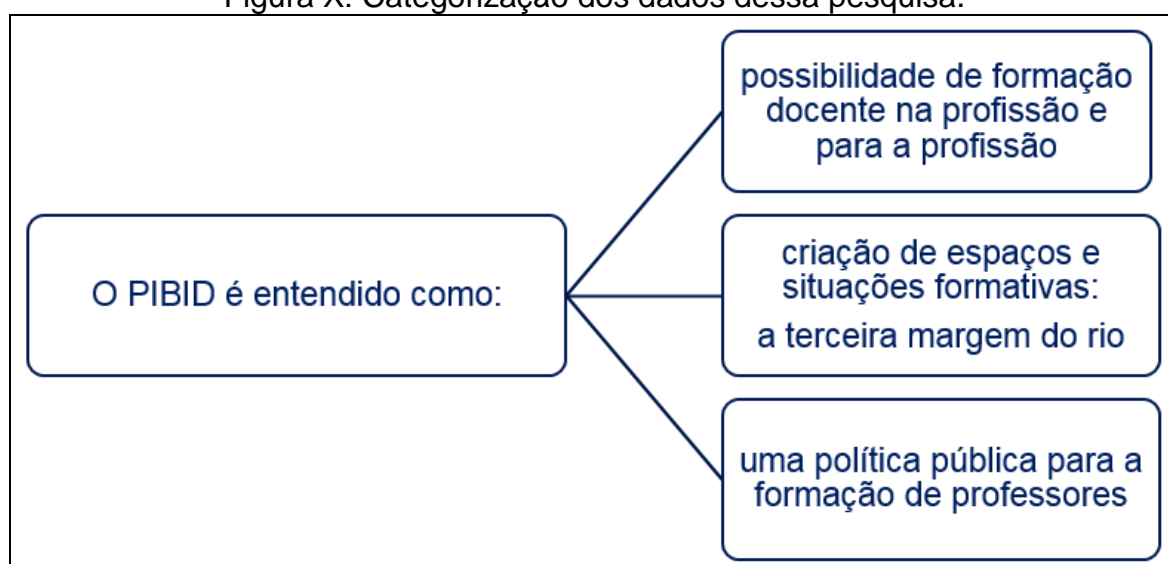 Figura X. Categorização dos dados dessa pesquisa.
possibilidade de formação
docente na profissão e
para a profissão
O PIBID é entendido como:
criação de espaços e
situações formativas:
a terceira margem do rio
uma política pública para a
formação de professores